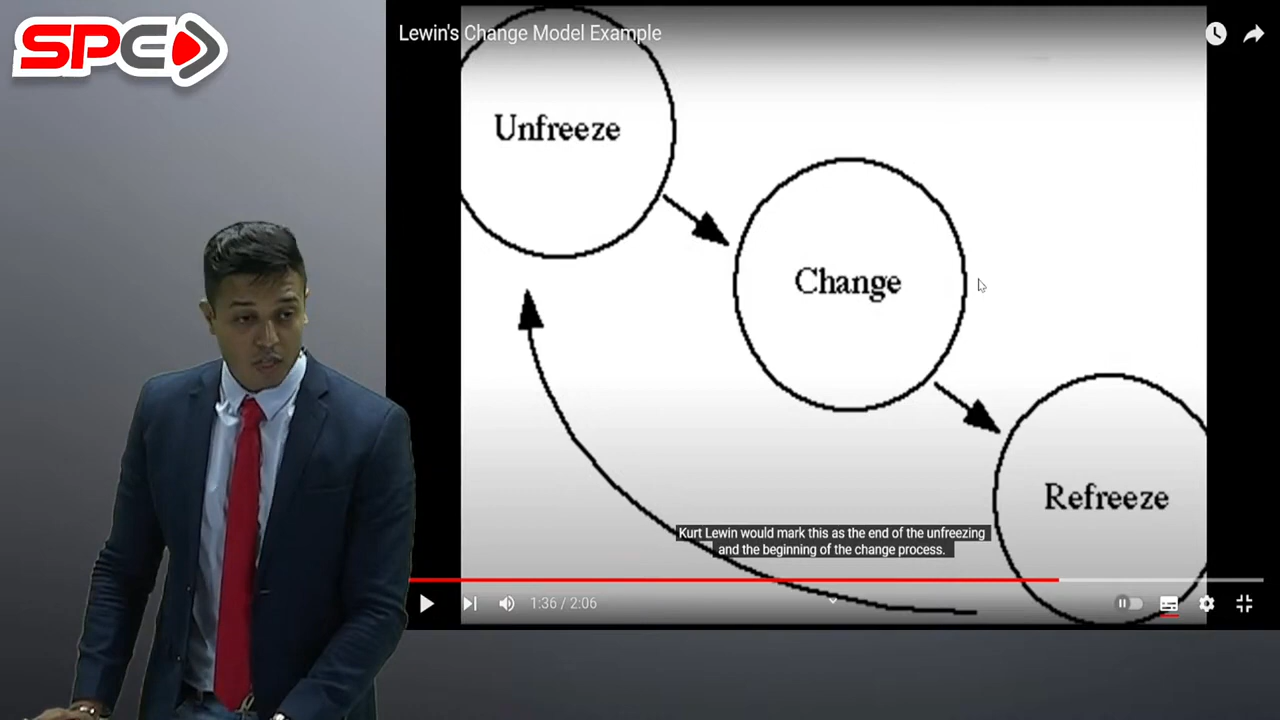 SPED
Lewin's Change Model Example
Unfreeze
Change
Refreeze
Kurt Lewin would mark this as the end of the unfreezing
and the beginning of the change process.
1:36 / 2:06